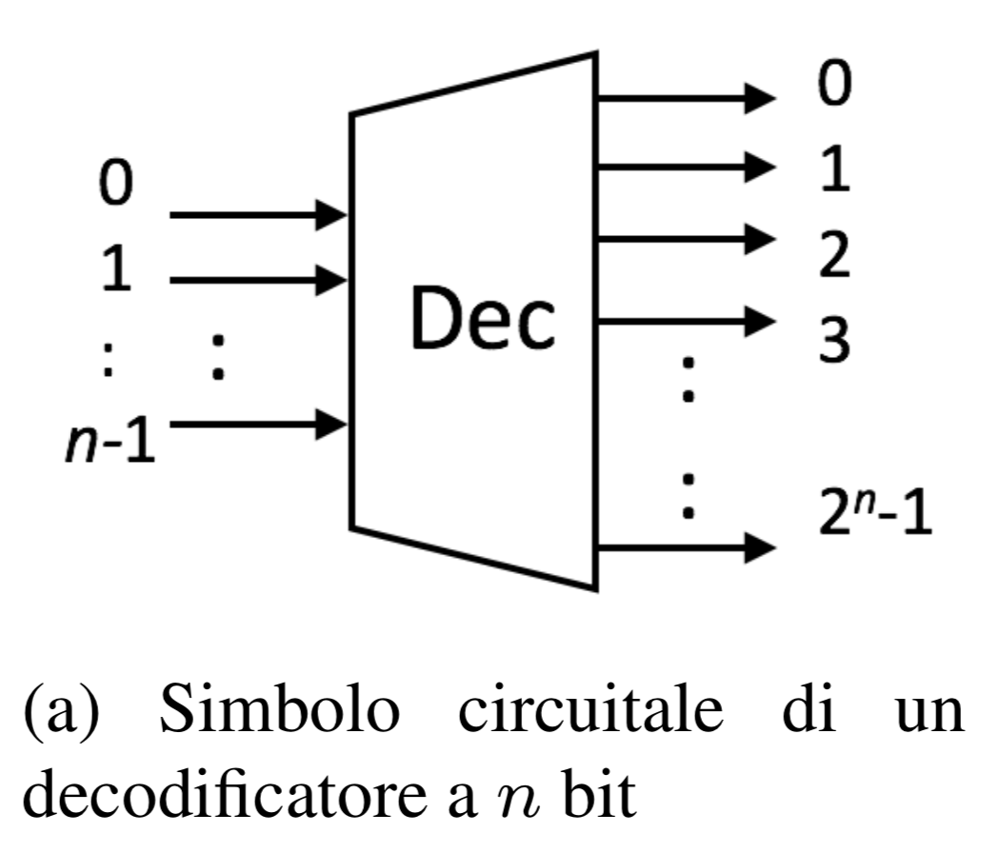 0
1
:
n-1
:
Dec
0
1
2
3
:
:
2ⁿ-1
(a) Simbolo circuitale di un
decodificatore a n bit